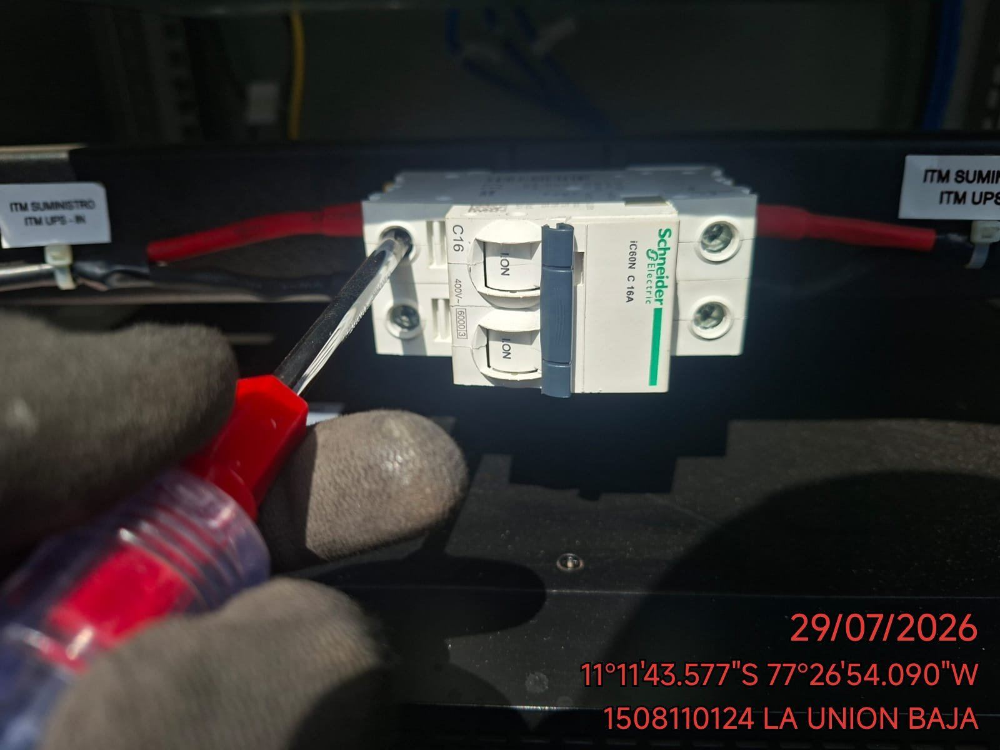 ITM SUMINISTRO
ITM UPS - IN
ITM SUMIN
ITM UPS
C16
400V~
6000 3
I.ON
I.ON
Schneider
Electric
iC60N C 16A
29/07/2026
11°11'43.577"S 77°26'54.090"W
1508110124 LA UNION BAJA